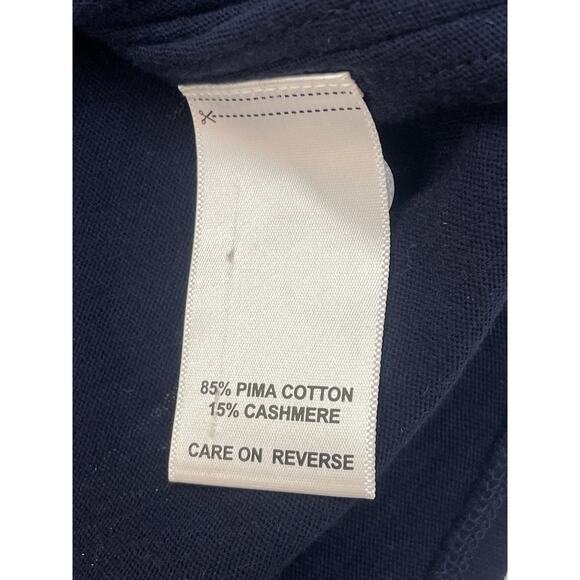 85% PIMA COTTON
15% CASHMERE
CARE ON REVERSE